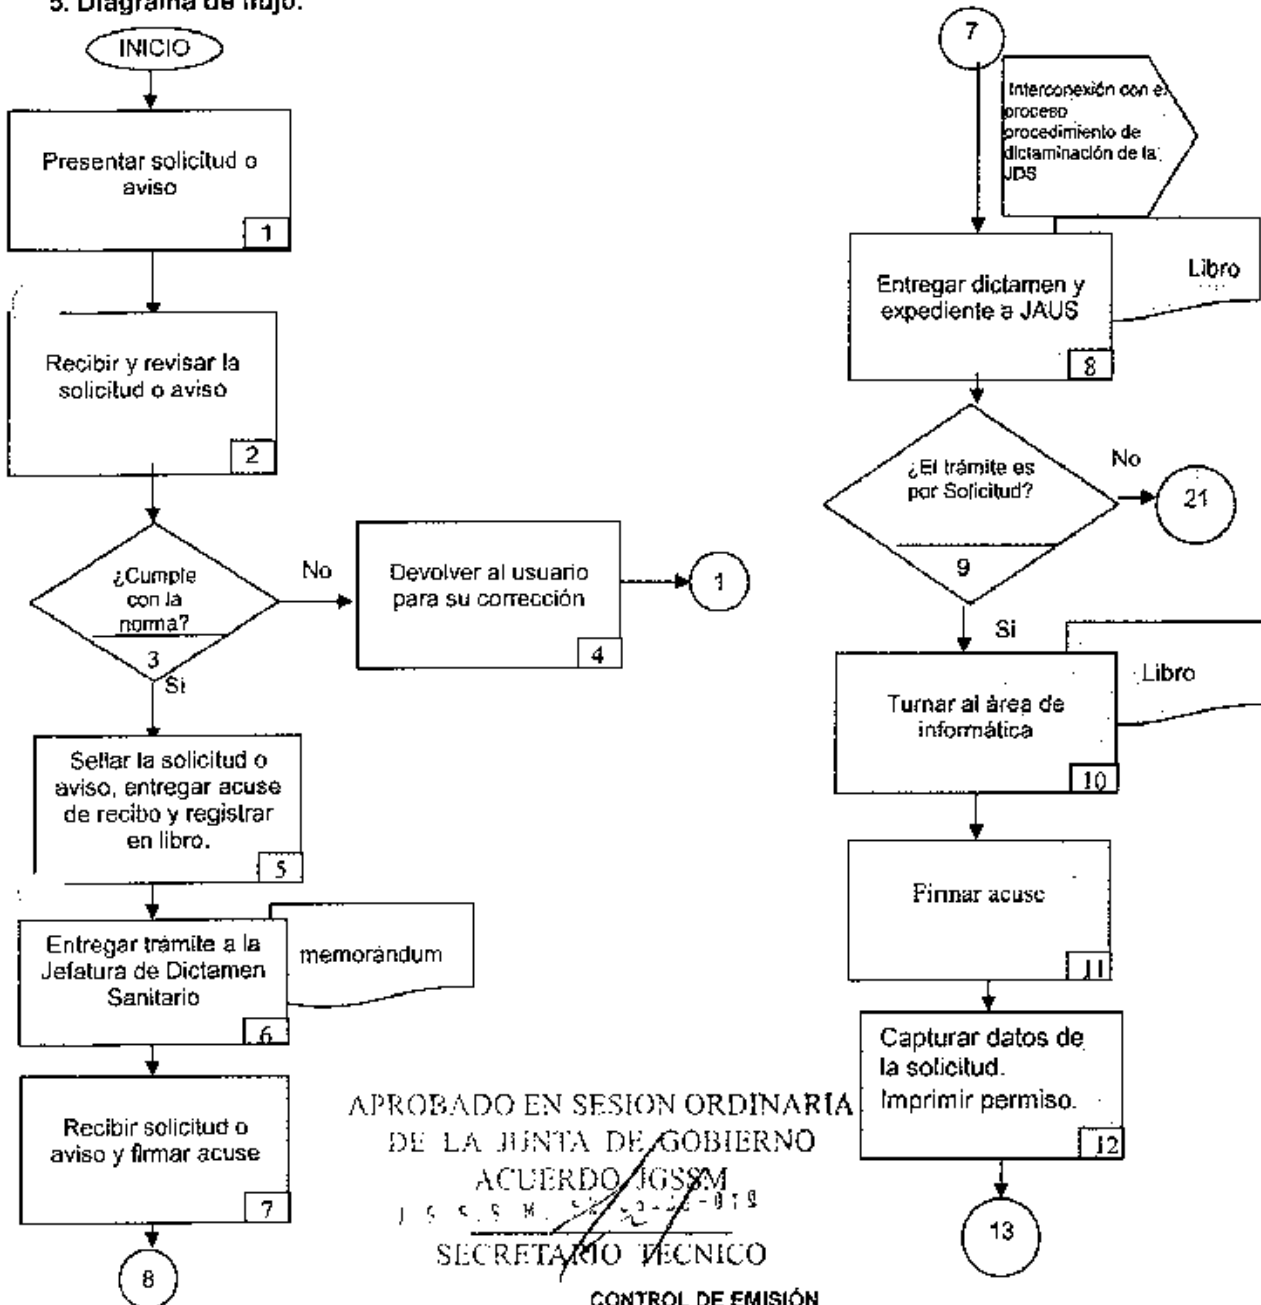 5. Diagrama de flujo.
INICIO
Presentar solicitud o
aviso
1
Recibir y revisar la
solicitud o aviso
2
¿Cumple
con la
norma?
3
No
Devolver al usuario
para su corrección
4
1
Si
Sellar la solicitud o
aviso, entregar acuse
de recibo y registrar
en libro.
5
Entregar trámite a la
Jefatura de Dictamen
Sanitario
6
memorándum
Recibir solicitud o
aviso y firmar acuse
7
8
7
Interconexión con el
proceso
procedimiento de
dictaminación de la
JDS
Entregar dictamen y
expediente a JAUS
8
Libro
¿El trámite es
por Solicitud?
9
No
21
Si
Turnar al área de
informática
10
Libro
Firmar acuse
11
Capturar datos de
la solicitud.
Imprimir permiso.
12
13
APROBADO EN SESION ORDINARIA
DE LA JUNTA DE GOBIERNO
ACUERDO JGSSM
SECRETARIO TECNICO
CONTROL DE EMISIÓN